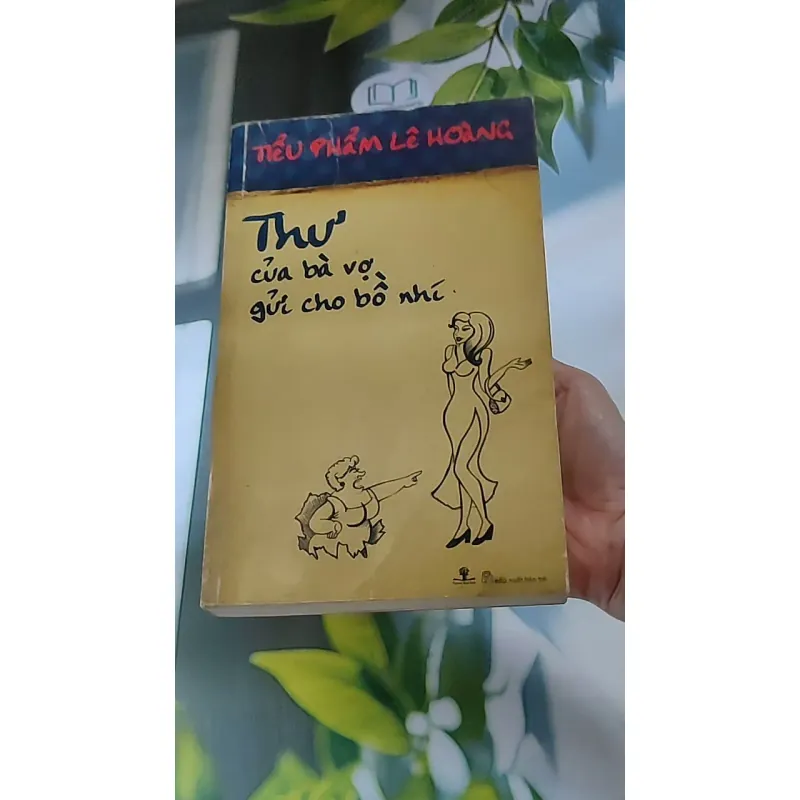 TIỂU PHẨM LÊ HOÀNG
Thư
của bà vợ
gửi cho bồ nhí